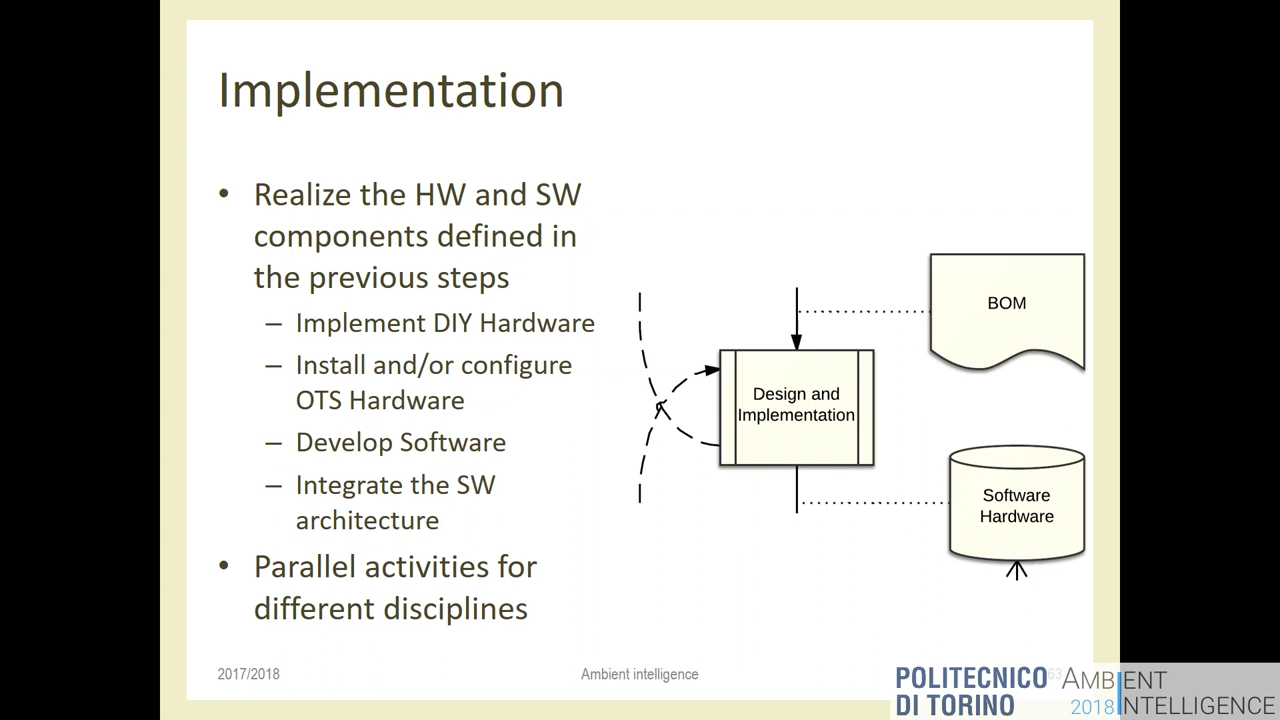 Implementation
• Realize the HW and SW
components defined in
the previous steps
– Implement DIY Hardware
– Install and/or configure
OTS Hardware
– Develop Software
– Integrate the SW
architecture
• Parallel activities for
different disciplines
BOM
Design and
Implementation
Software
Hardware
2017/2018
Ambient intelligence
63
POLITECNICO
DI TORINO
AMBIENT
2018 INTELLIGENCE